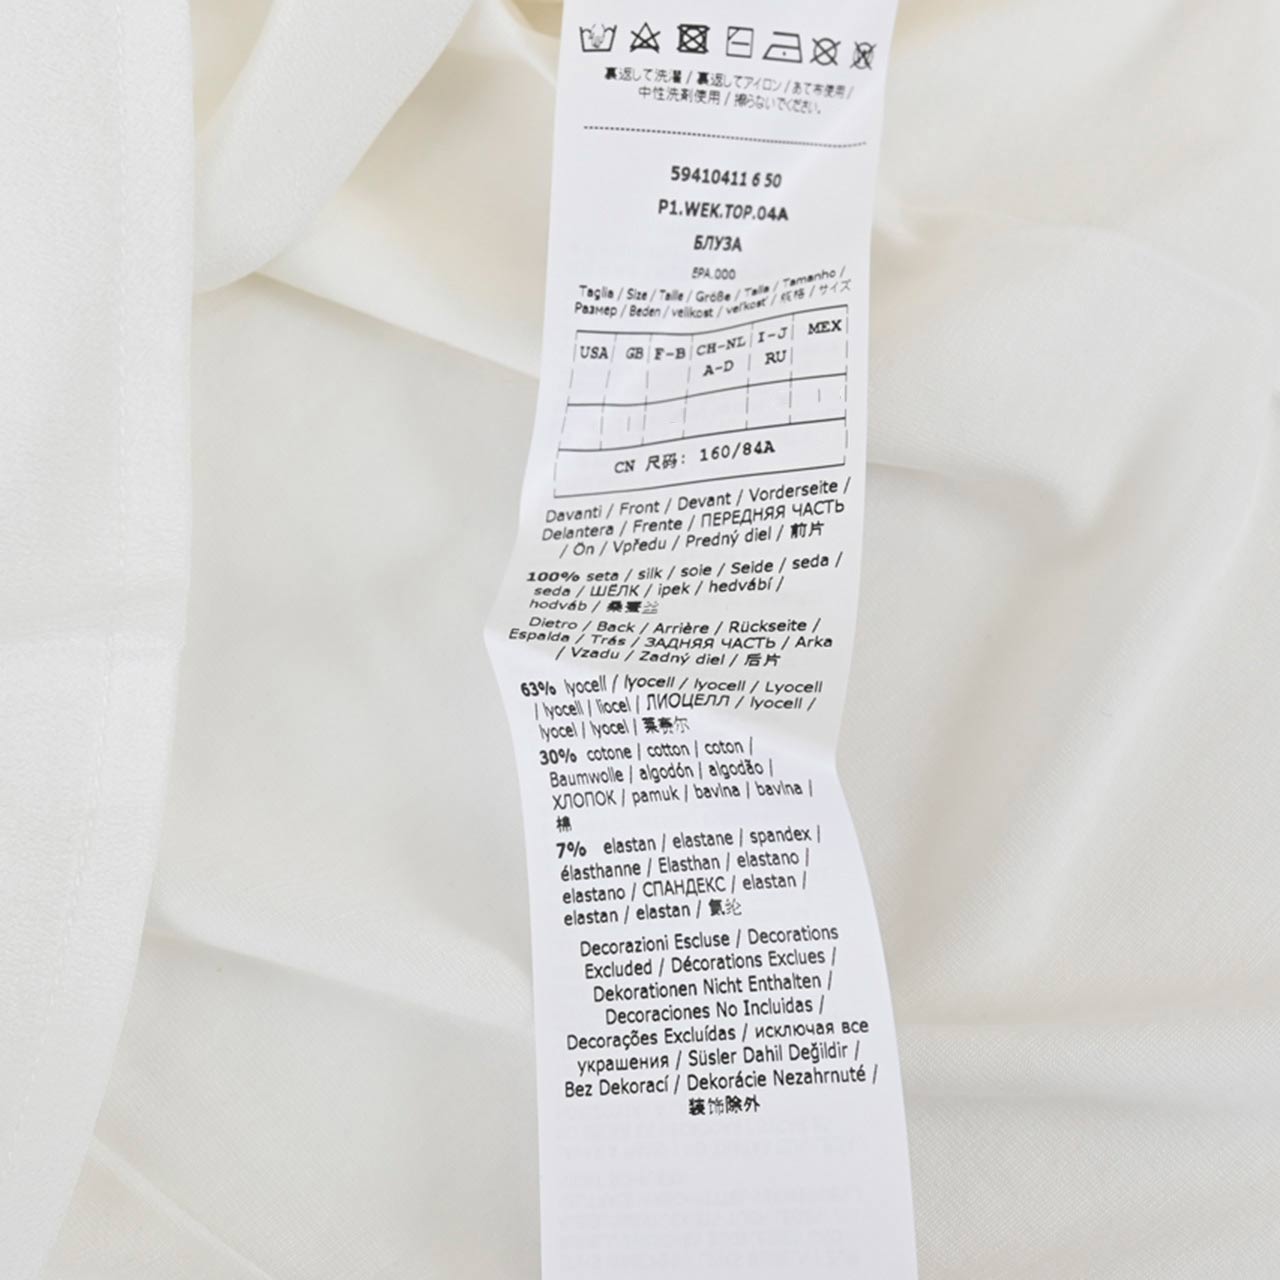 裏返して洗濯 / 裏返してアイロン / あて布使用 /
中性洗剤使用 / 擦らないでください。
59410411 6 50
P1.WEK.TOP.04A
БЛУЗА
EPA.000
Taglia / Size / Taille / Größe / Talla / Tamanho /
Размер / Beden / velikost / veľkosť / 规格 / サイズ
USA GB F-B CH-NL I-J MEX
A-D RU
CN 尺码: 160/84A
Davanti / Front / Devant / Vorderseite /
Delantera / Frente / ПЕРЕДНЯЯ ЧАСТЬ
/ Ön / Vpředu / Predný diel / 前片
100% seta / silk / soie / Seide / seda /
seda / ШЁЛК / ipek / hedvábí /
hodváb / 桑蚕丝
Dietro / Back / Arrière / Rückseite /
Espalda / Trás / ЗАДНЯЯ ЧАСТЬ / Arka
/ Vzadu / Zadný diel / 后片
63% lyocell / lyocell / lyocell / Lyocell
/ lyocell / liocel / ЛИОЦЕЛЛ / lyocell /
lyocel / lyocel / 莱赛尔
30% cotone / cotton / coton /
Baumwolle / algodón / algodão /
ХЛОПОК / pamuk / bavlna / bavlna /
棉
7% elastan / elastane / spandex /
élasthanne / Elasthan / elastano /
elastano / СПАНДЕКС / elastan /
elastan / elastan / 氨纶
Decorazioni Escluse / Decorations
Excluded / Décorations Exclues /
Dekorationen Nicht Enthalten /
Decoraciones No Incluidas /
Decorações Excluídas / исключая все
украшения / Süsler Dahil Değildir /
Bez Dekorací / Dekorácie Nezahrnuté /
装饰除外